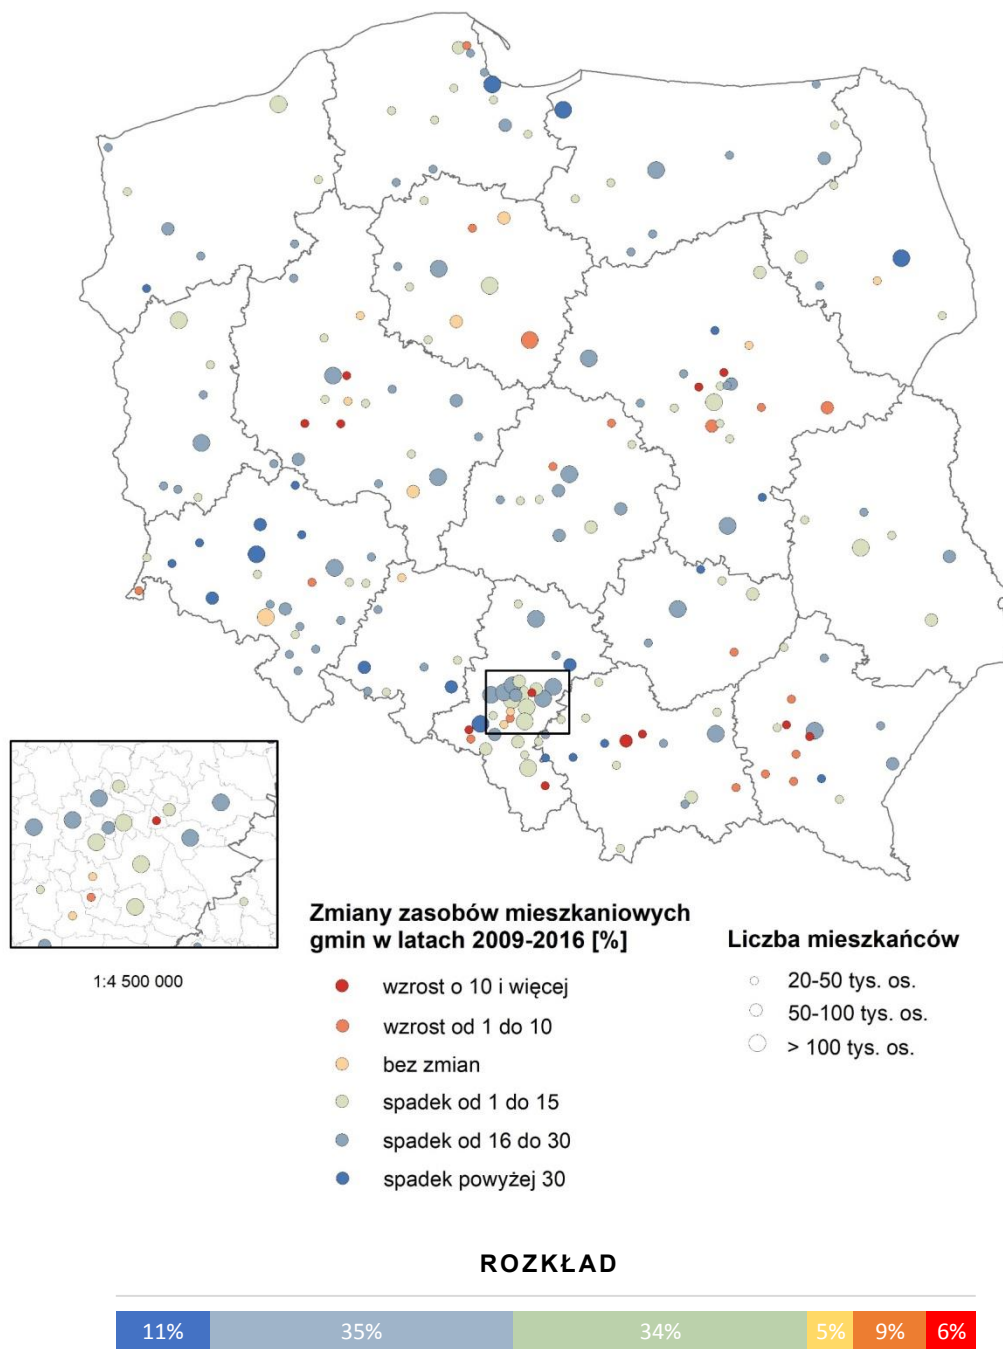 1:4 500 000
Zmiany zasobów mieszkaniowych
gmin w latach 2009-2016 [%]
wzrost o 10 i więcej
wzrost od 1 do 10
bez zmian
spadek od 1 do 15
spadek od 16 do 30
spadek powyżej 30
Liczba mieszkańców
20-50 tys. os.
50-100 tys. os.
> 100 tys. os.
ROZKŁAD
11% 35% 34% 5% 9% 6%